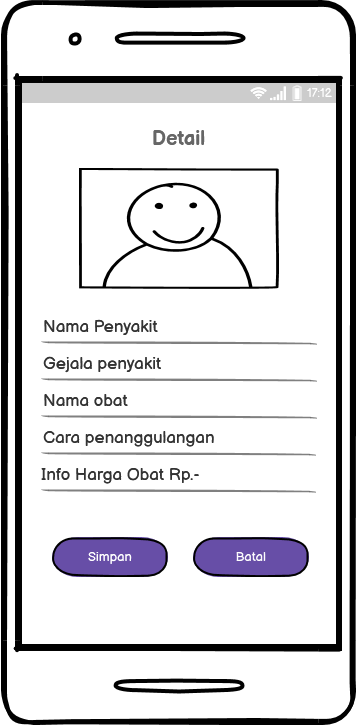 17:12
Detail
Nama Penyakit
Gejala penyakit
Nama obat
Cara penanggulangan
Info Harga Obat Rp.-
Simpan Batal